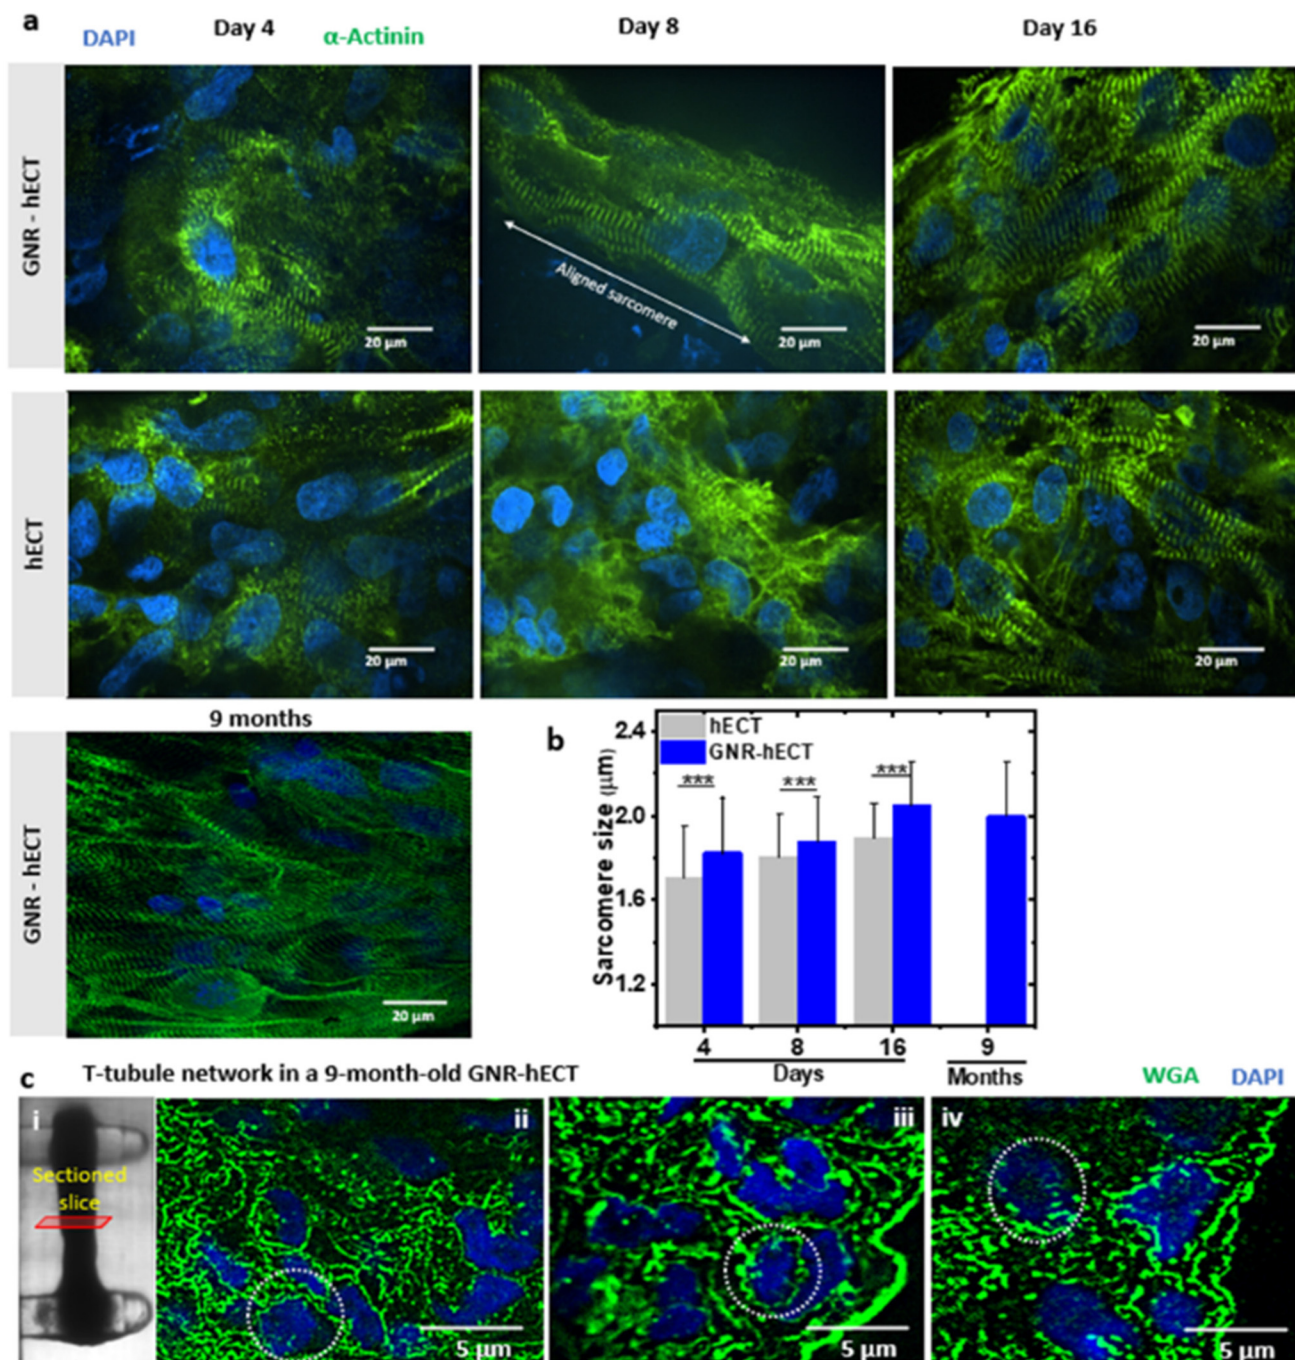 a
DAPI
Day 4
α-Actinin
Day 8
Day 16
GNR - hECT
20 µm
Aligned sarcomere
20 µm
20 µm
hECT
20 µm
20 µm
20 µm
9 months
GNR - hECT
20 µm
b
hECT
GNR-hECT
Sarcomere size (µm)
2.4
2.0
1.6
1.2
***
***
***
4
8
16
9
Days
Months
c
T-tubule network in a 9-month-old GNR-hECT
WGA
DAPI
i
Sectioned
slice
ii
5 µm
iii
5 µm
iv
5 µm